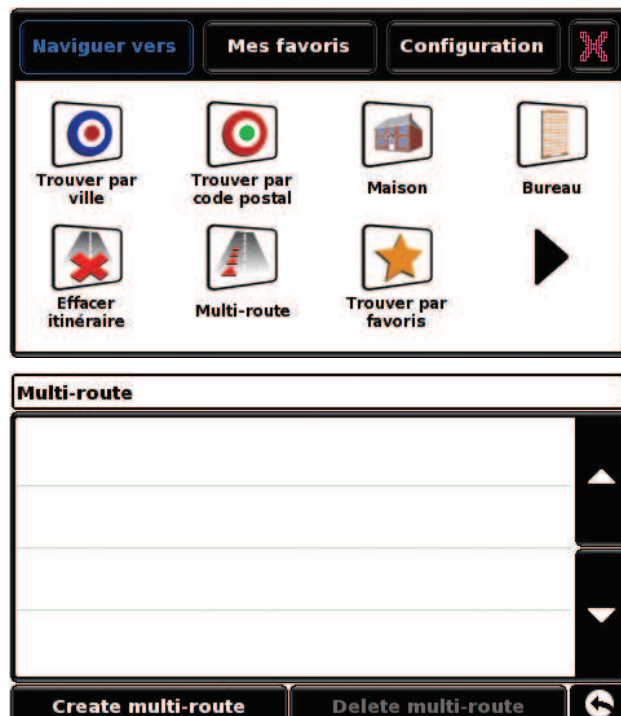 Naviguer vers Mes favoris Configuration
Trouver par ville Trouver par code postal Maison Bureau
Effacer itinéraire Multi-route Trouver par favoris
Multi-route
Create multi-route Delete multi-route